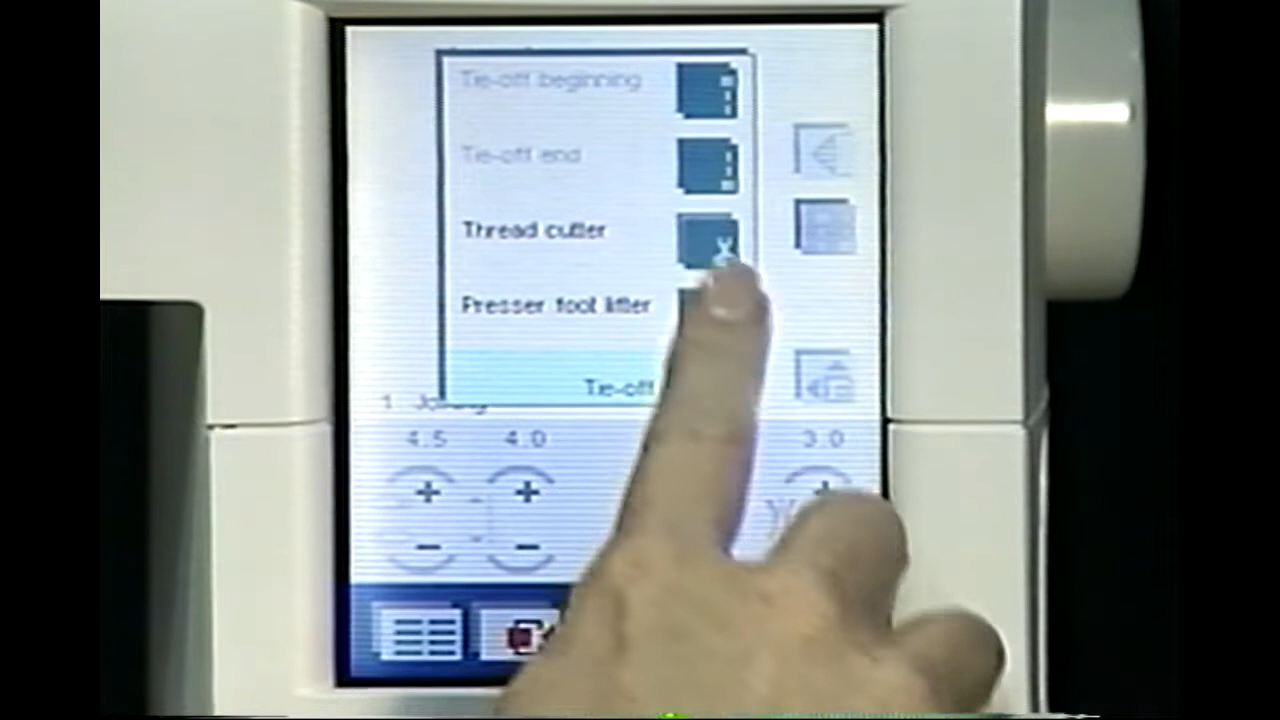 Tie-off beginning
Tie-off end
Thread cutter
Presser foot lifter
Tie-off
1
4.5 4.0 3.0
+ + +
- -